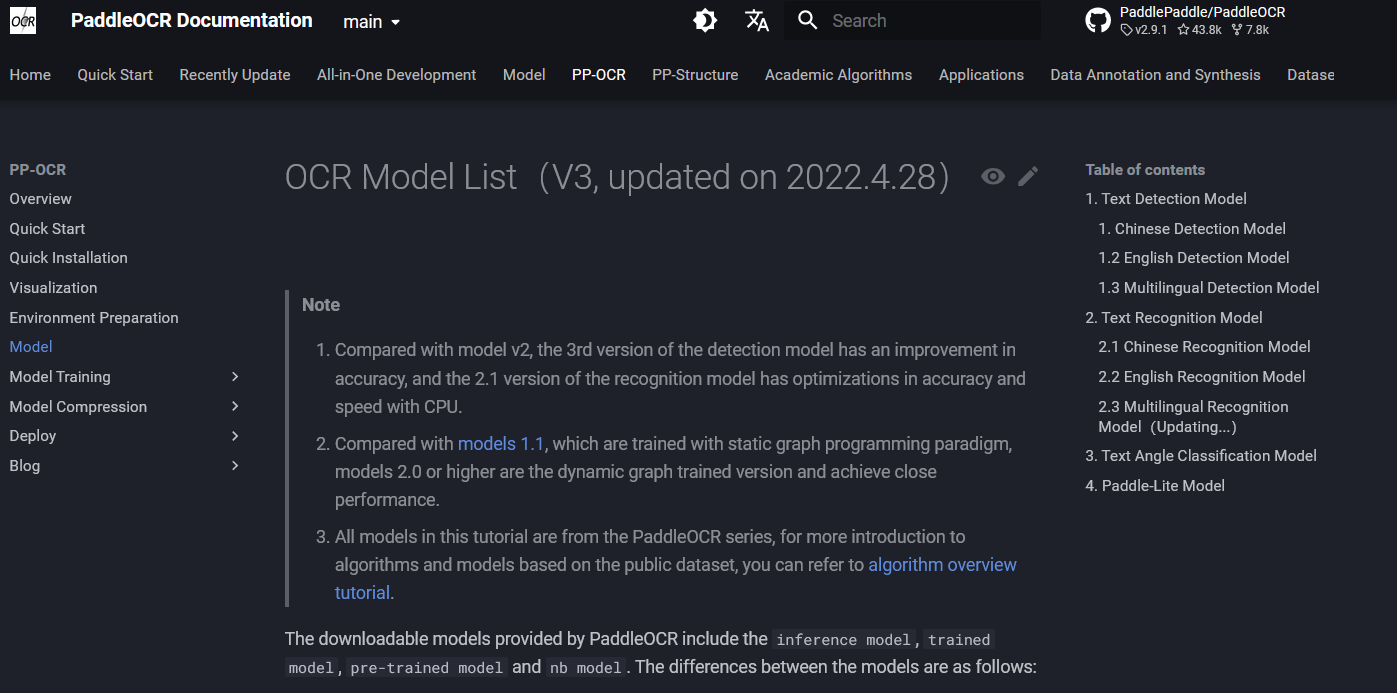 OCR
PaddleOCR Documentation
main
Search
PaddlePaddle/PaddleOCR
v2.9.1 43.8k 7.8k
Home Quick Start Recently Update All-in-One Development Model PP-OCR PP-Structure Academic Algorithms Applications Data Annotation and Synthesis Datase
PP-OCR
Overview
Quick Start
Quick Installation
Visualization
Environment Preparation
Model
Model Training
Model Compression
Deploy
Blog
OCR Model List（V3, updated on 2022.4.28）
Note
1. Compared with model v2, the 3rd version of the detection model has an improvement in
accuracy, and the 2.1 version of the recognition model has optimizations in accuracy and
speed with CPU.
2. Compared with models 1.1, which are trained with static graph programming paradigm,
models 2.0 or higher are the dynamic graph trained version and achieve close
performance.
3. All models in this tutorial are from the PaddleOCR series, for more introduction to
algorithms and models based on the public dataset, you can refer to algorithm overview
tutorial.
The downloadable models provided by PaddleOCR include the inference model, trained
model, pre-trained model and nb model. The differences between the models are as follows:
Table of contents
1. Text Detection Model
1. Chinese Detection Model
1.2 English Detection Model
1.3 Multilingual Detection Model
2. Text Recognition Model
2.1 Chinese Recognition Model
2.2 English Recognition Model
2.3 Multilingual Recognition
Model（Updating...）
3. Text Angle Classification Model
4. Paddle-Lite Model